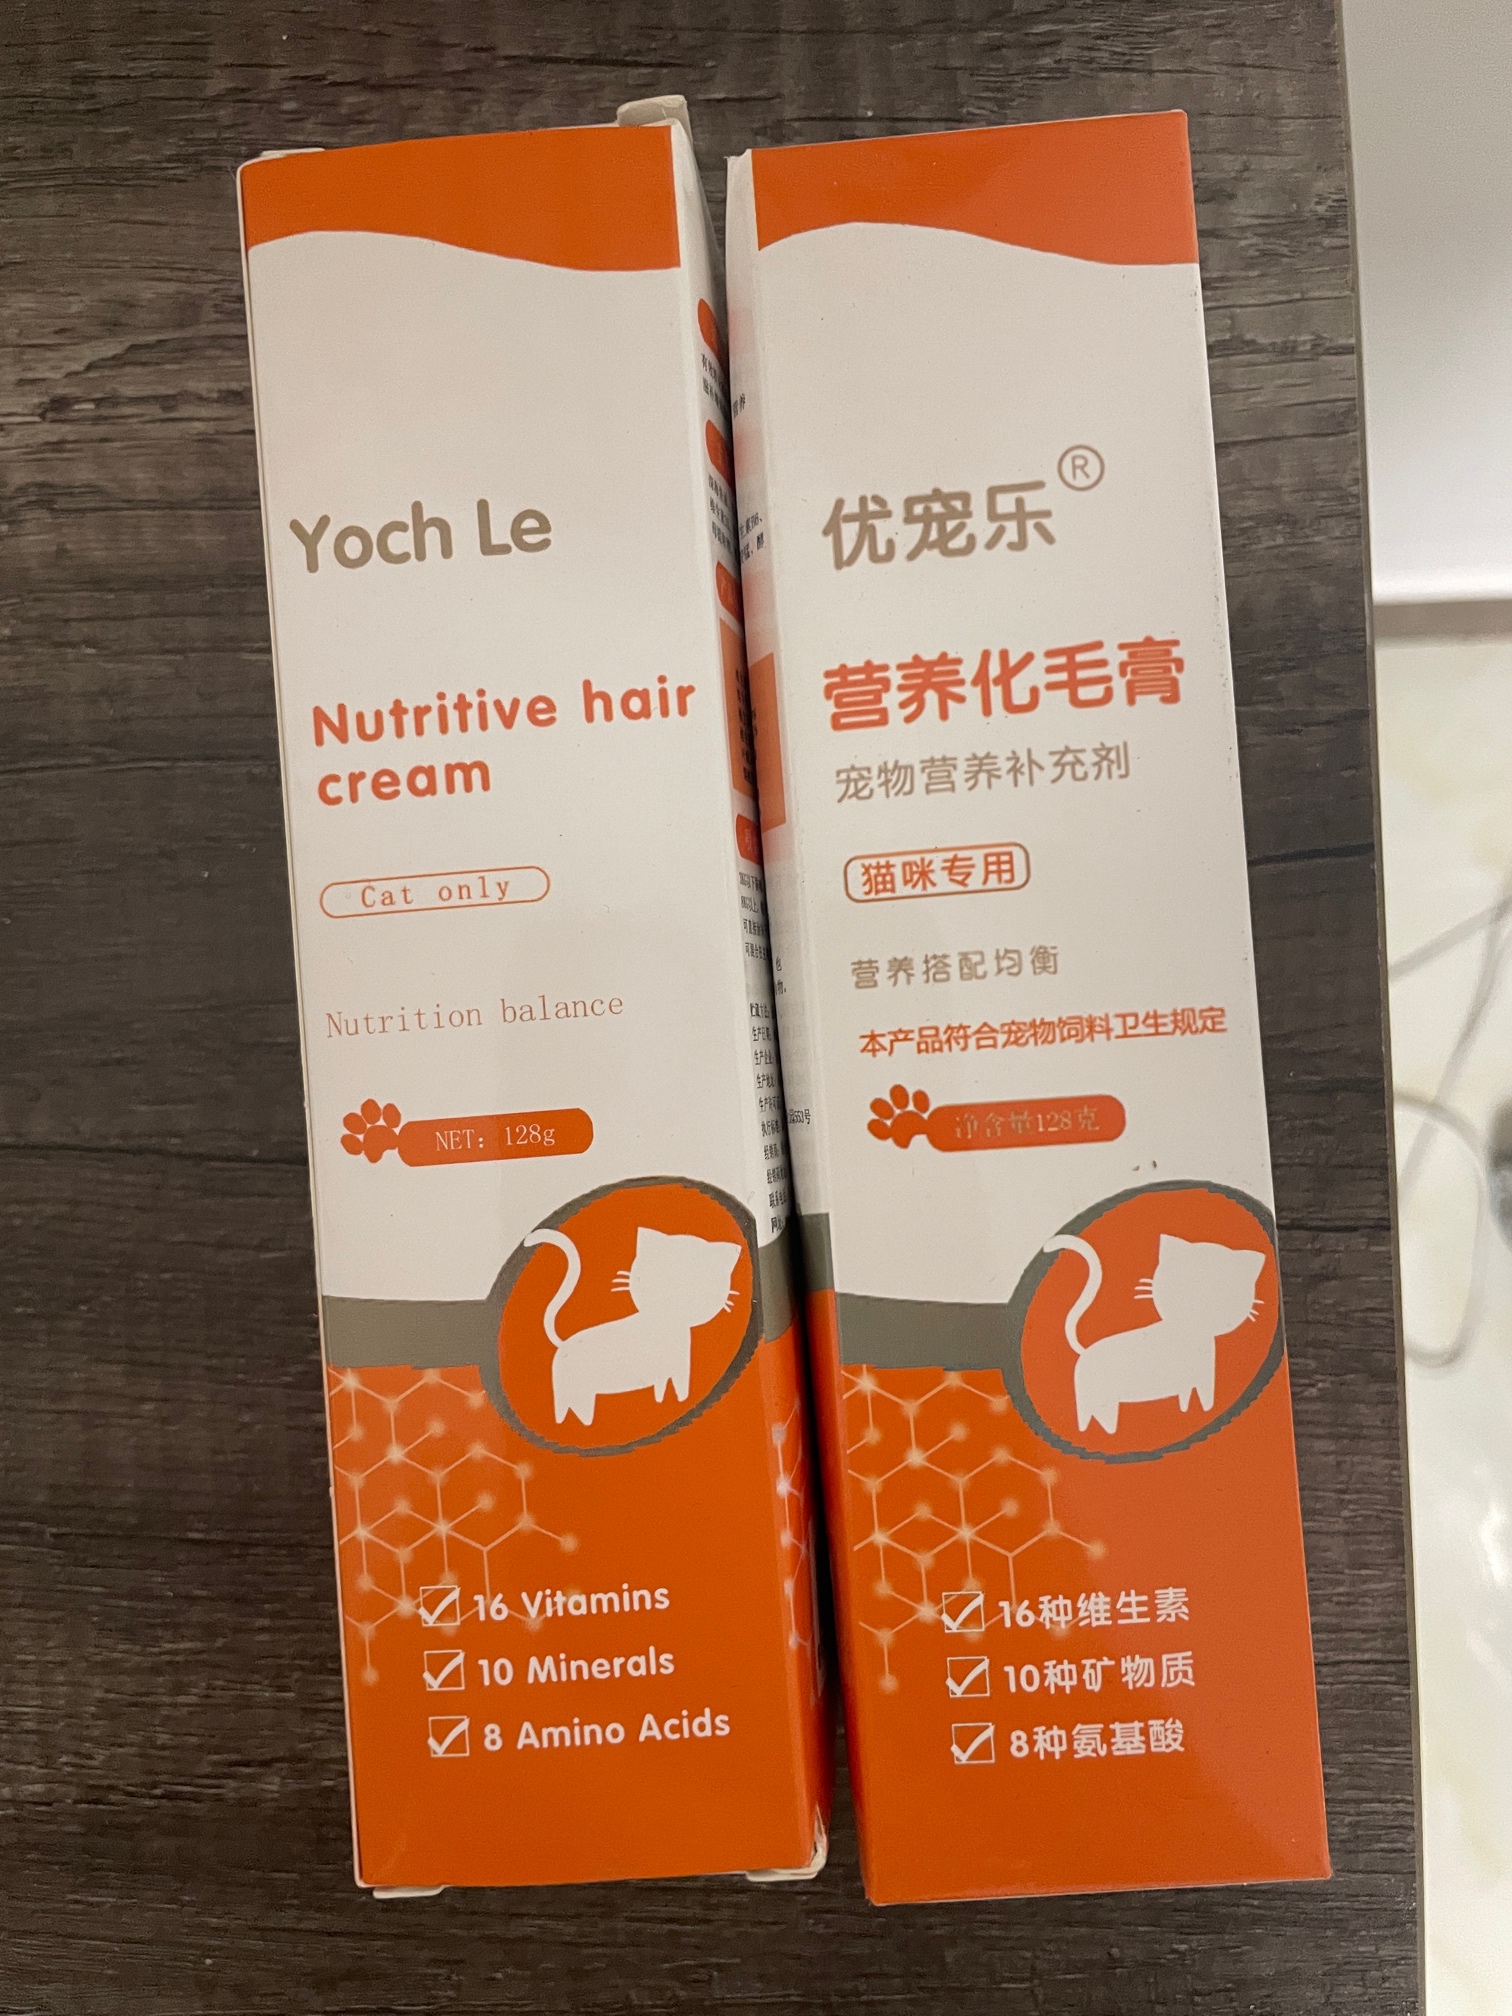 Yoch Le
Nutritive hair
cream
Cat only
Nutrition balance
NET: 128g
16 Vitamins
10 Minerals
8 Amino Acids
优宠乐®
营养化毛膏
宠物营养补充剂
猫咪专用
营养搭配均衡
本产品符合宠物饲料卫生规定
净含量128克
16种维生素
10种矿物质
8种氨基酸